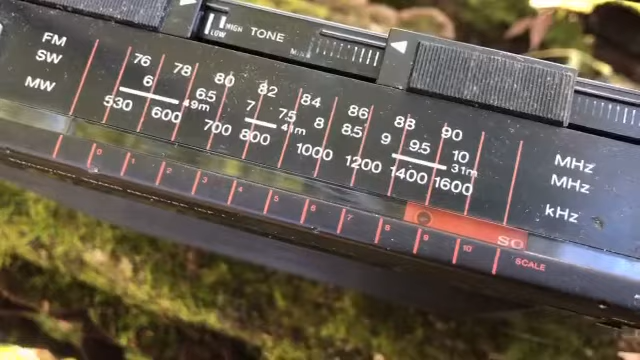 HIGH
LOW
TONE
FM 76 78 80 82 84 86 88 90 MHz
SW 6 6.5 7 7.5 8 8.5 9 9.5 10 MHz
49m 41m 31m
MW 530 600 700 800 1000 1200 1400 1600 kHz
0 1 2 3 4 5 6 7 8 9 10 SCALE
SO